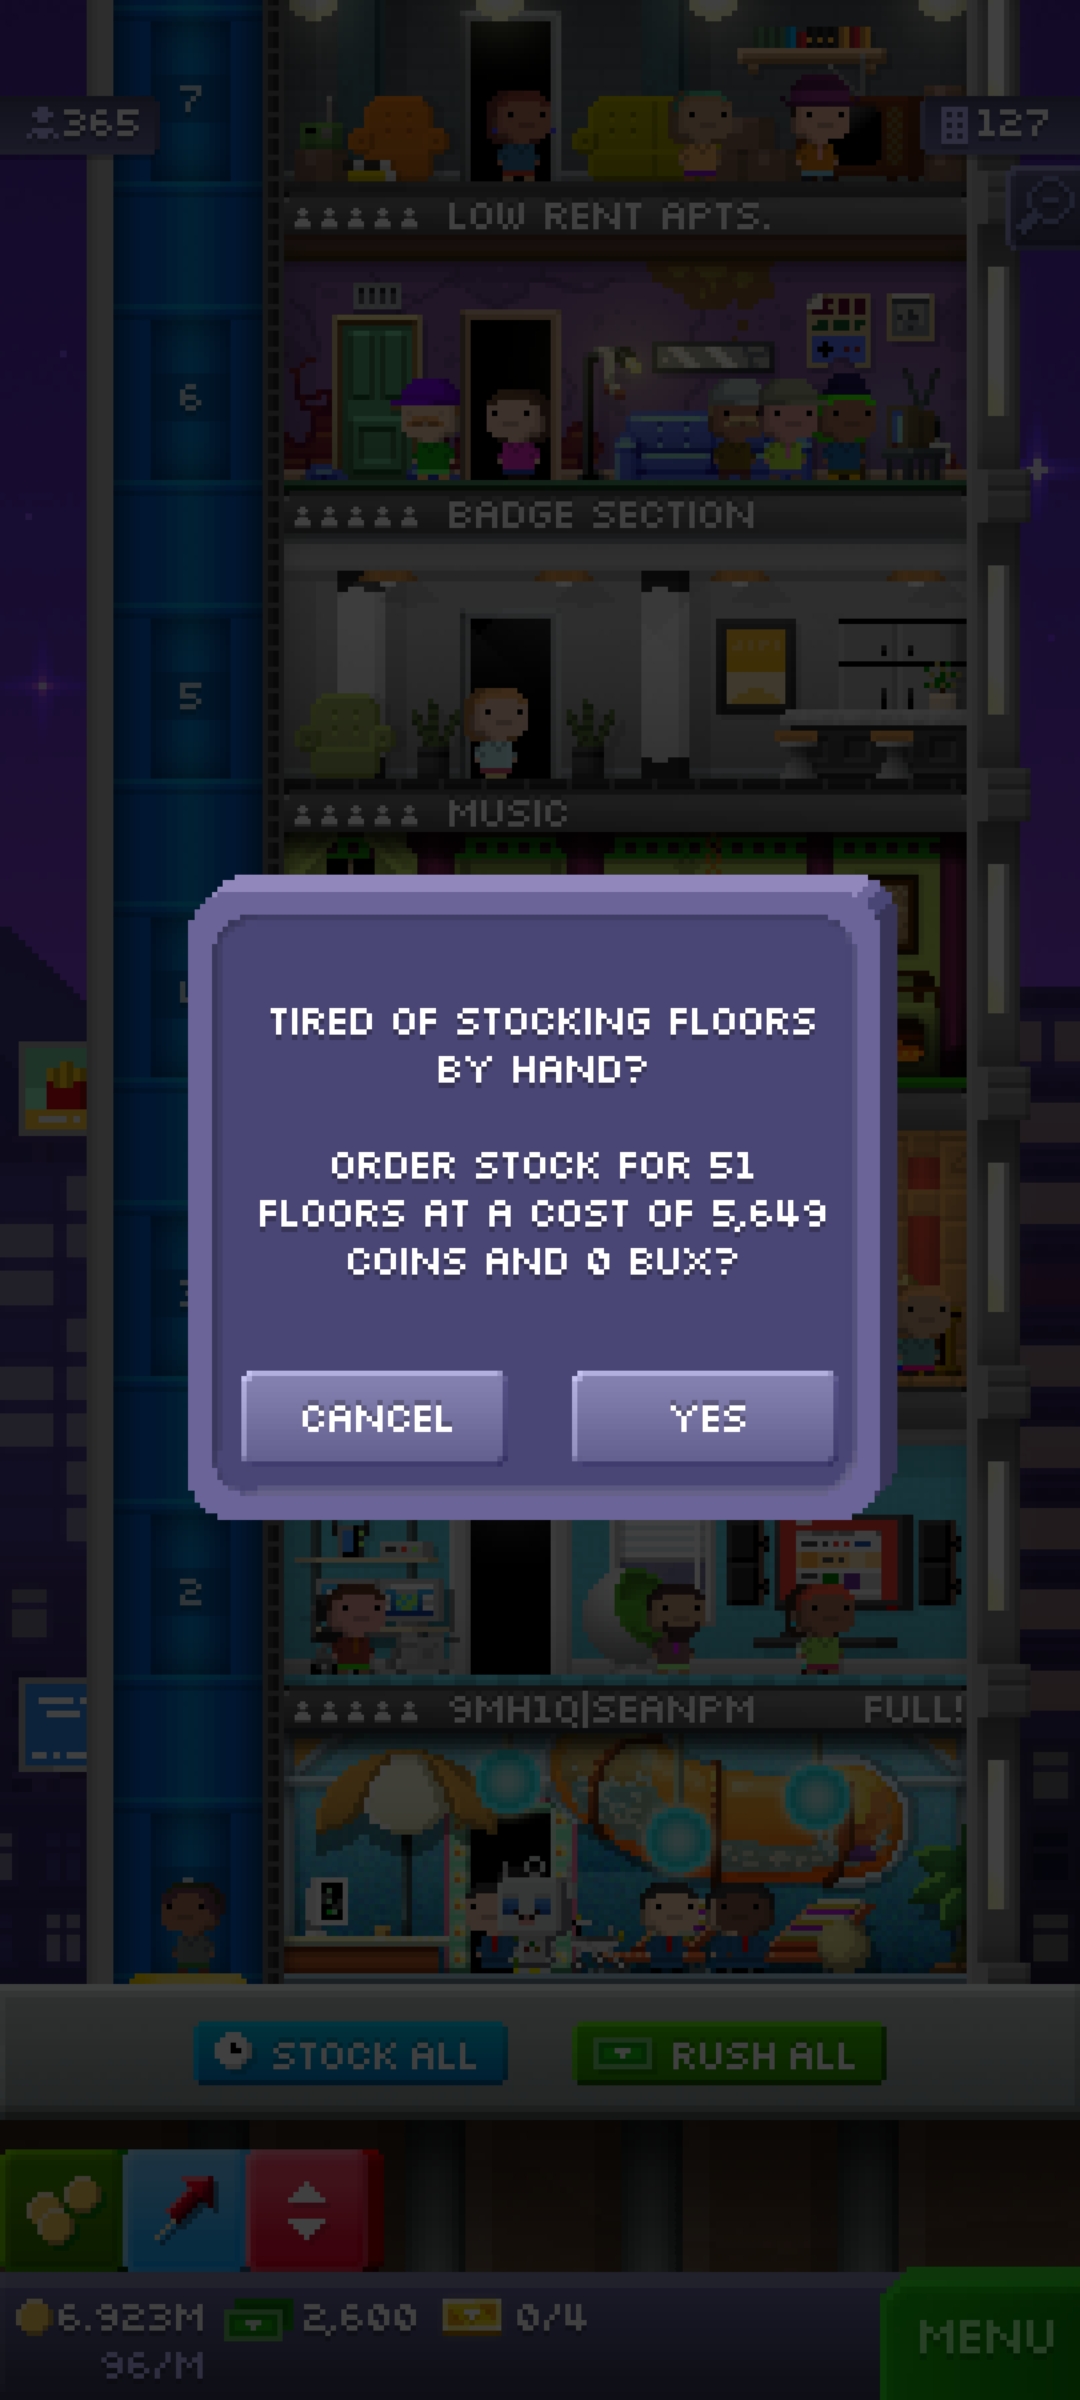 7
365
127
LOW RENT APTS.
6
BADGE SECTION
5
MUSIC
TIRED OF STOCKING FLOORS
BY HAND?
ORDER STOCK FOR 51
FLOORS AT A COST OF 5,649
COINS AND 0 BUX?
CANCEL
YES
2
9MH1Q|SEANPM
FULL!
STOCK ALL
RUSH ALL
6.923M
2,600
0/4
96/M
MENU